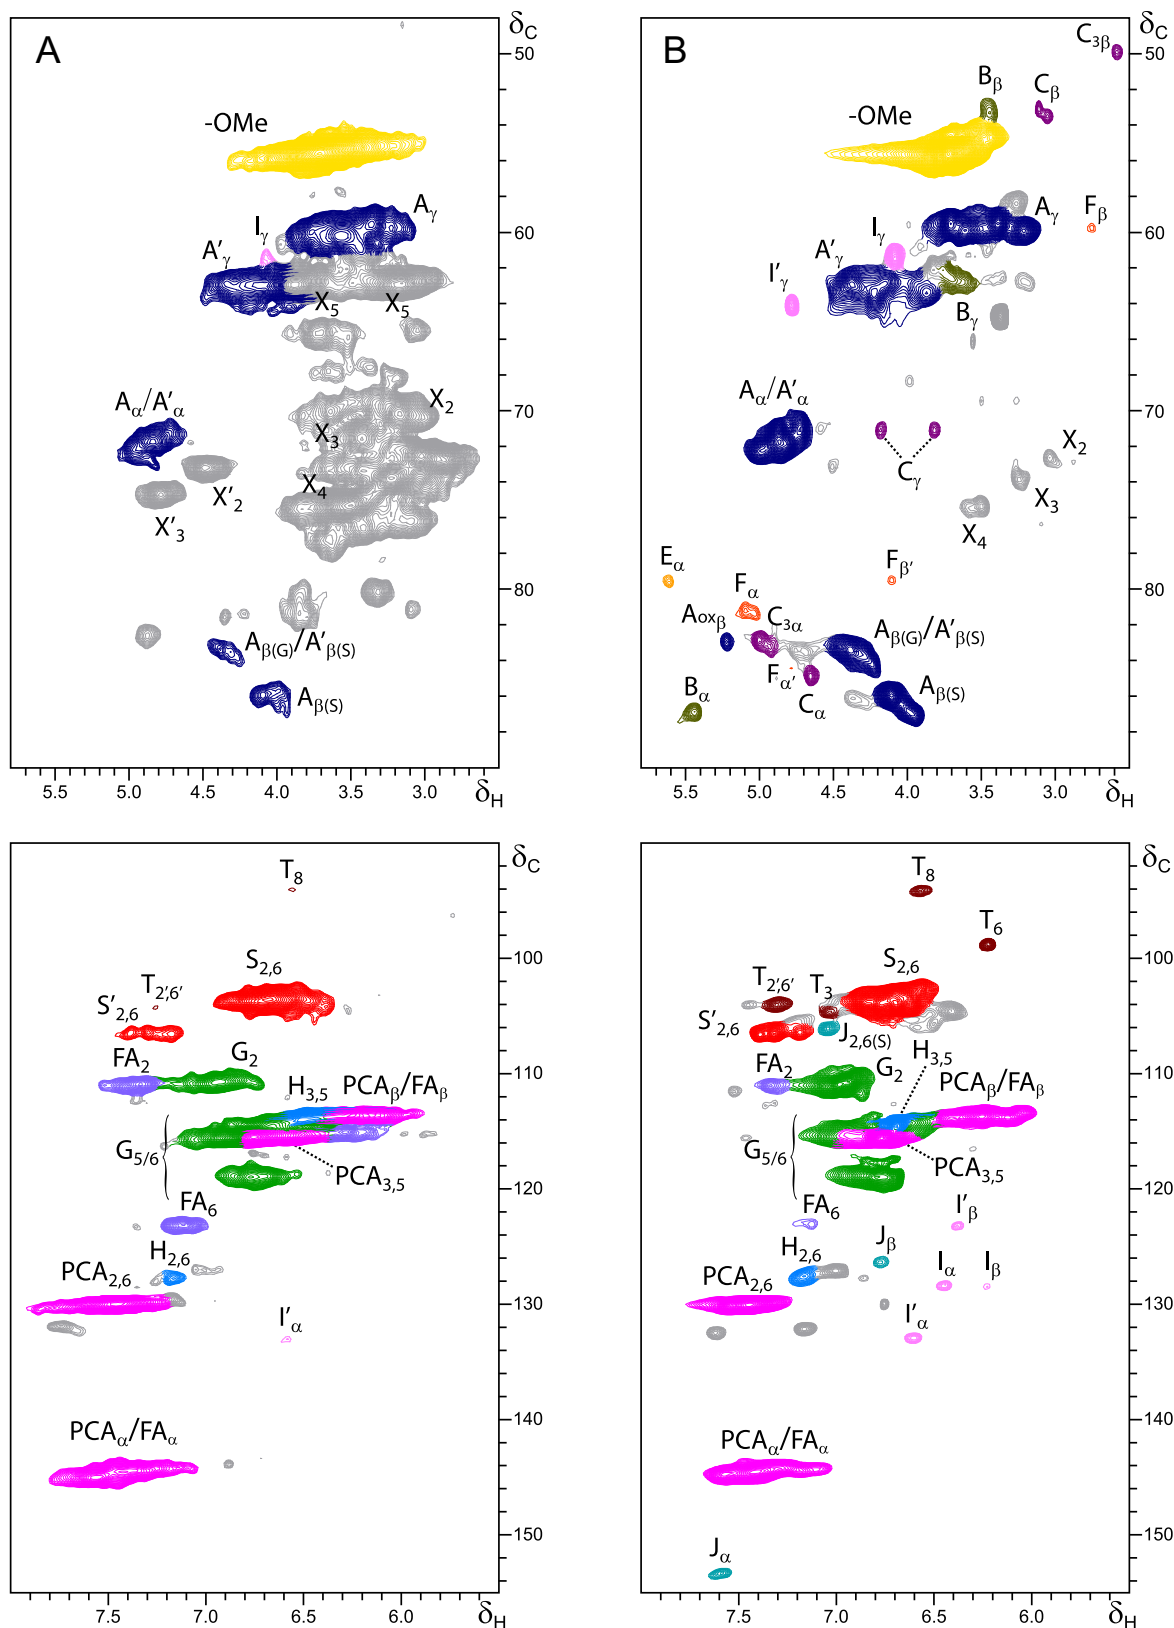 A
δC
50
-OMe
Aγ
Iγ
A′γ
60
X5
X5
Aα/A′α
X2
70
X3
X4
X′2
X′3
80
Aβ(G)/A′β(S)
Aβ(S)
5.5
5.0
4.5
4.0
3.5
3.0
δH
B
δC
C3β
50
Bβ
Cβ
-OMe
Aγ
Fβ
Iγ
A′γ
I′γ
60
Bγ
Aα/A′α
70
Cγ
X2
X3
X4
Eα
Fβ′
Fα
80
Aoxβ
C3α
Aβ(G)/A′β(S)
Fα′
Bα
Cα
Aβ(S)
5.5
5.0
4.5
4.0
3.5
3.0
δH
δC
T8
100
S2,6
T2′,6′
S′2,6
FA2
G2
110
H3,5
PCAβ/FAβ
G5/6
PCA3,5
120
FA6
H2,6
PCA2,6
130
I′α
140
PCAα/FAα
150
7.5
7.0
6.5
6.0
δH
δC
T8
T6
100
S2,6
T2′,6′
T3
S′2,6
J2,6(S)
H3,5
FA2
G2
110
PCAβ/FAβ
G5/6
PCA3,5
120
FA6
I′β
H2,6
Jβ
Iα
Iβ
PCA2,6
130
I′α
140
PCAα/FAα
150
Jα
7.5
7.0
6.5
6.0
δH